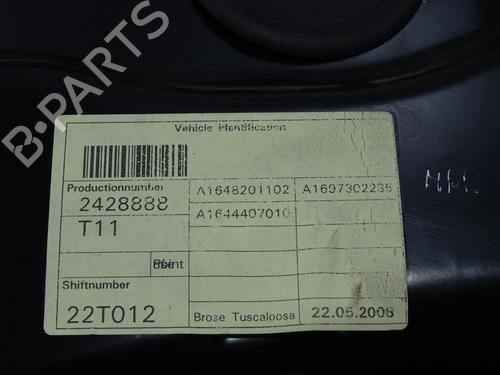 B-PARTS
Vehicle Identification
Productionnumber
2428888
T11
A1648201102
A1697302235
A1644407010
Shiftnumber
22T012
Brose Tuscaloosa
22.05.2008